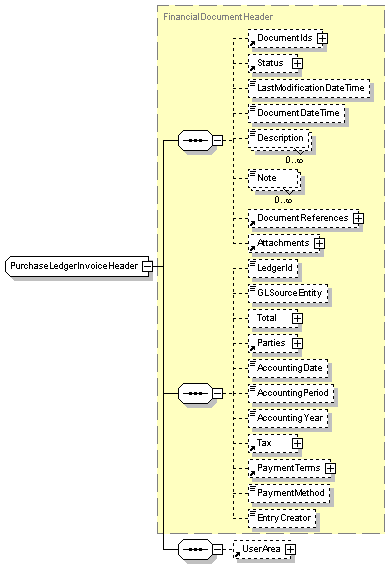 FinancialDocumentHeader
DocumentIds
Status
LastModificationDateTime
DocumentDateTime
Description
0..∞
Note
0..∞
DocumentReferences
Attachments
PurchaseLedgerInvoiceHeader
LedgerId
GLSourceEntity
Total
Parties
AccountingDate
AccountingPeriod
AccountingYear
Tax
PaymentTerms
PaymentMethod
EntryCreator
UserArea